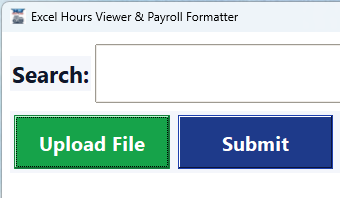 Excel Hours Viewer & Payroll Formatter
Search:
Upload File Submit